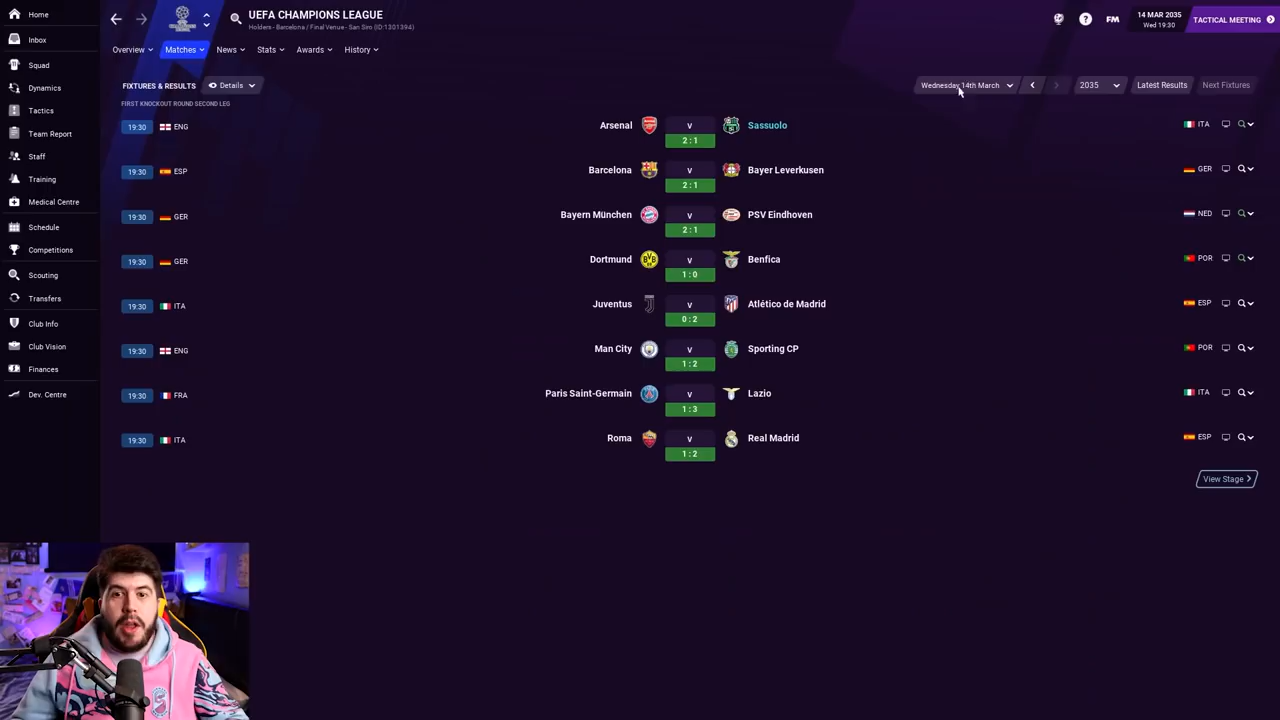 Home
Inbox
Squad
Dynamics
Tactics
Team Report
Staff
Training
Medical Centre
Schedule
Competitions
Scouting
Transfers
Club Info
Club Vision
Finances
Dev. Centre
UEFA CHAMPIONS LEAGUE
Holders - Barcelona / Final Venue - San Siro (ID:1301394)
? FM 14 MAR 2035 TACTICAL MEETING
Wed 19:30
Overview Matches News Stats Awards History
FIXTURES & RESULTS Details Wednesday 14th March 2035 Latest Results Next Fixtures
FIRST KNOCKOUT ROUND SECOND LEG
19:30 ENG Arsenal v Sassuolo ITA
2 : 1
19:30 ESP Barcelona v Bayer Leverkusen GER
2 : 1
19:30 GER Bayern München v PSV Eindhoven NED
2 : 1
19:30 GER Dortmund v Benfica POR
1 : 0
19:30 ITA Juventus v Atlético de Madrid ESP
0 : 2
19:30 ENG Man City v Sporting CP POR
1 : 2
19:30 FRA Paris Saint-Germain v Lazio ITA
1 : 3
19:30 ITA Roma v Real Madrid ESP
1 : 2
View Stage